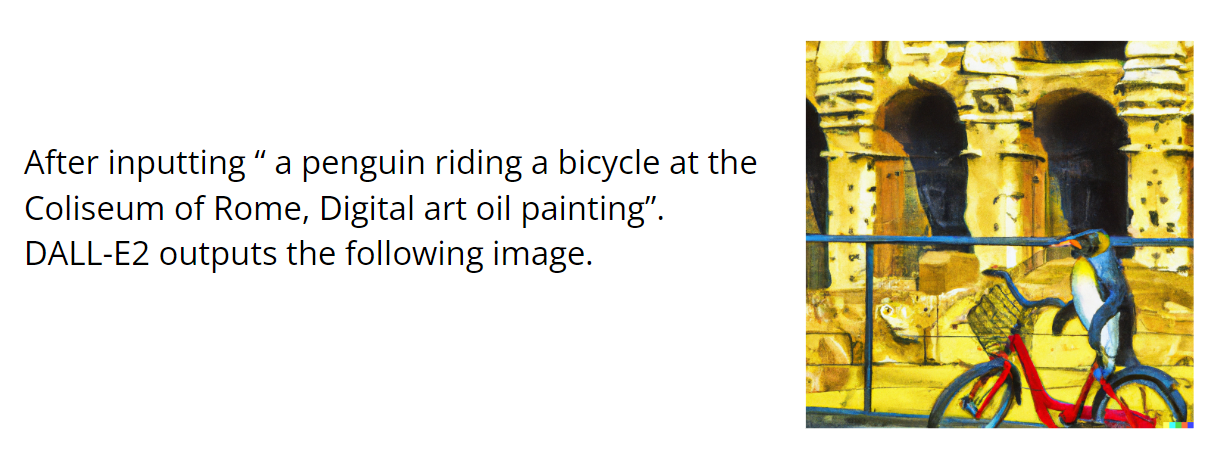 After inputting “ a penguin riding a bicycle at the
Coliseum of Rome, Digital art oil painting”.
DALL-E2 outputs the following image.